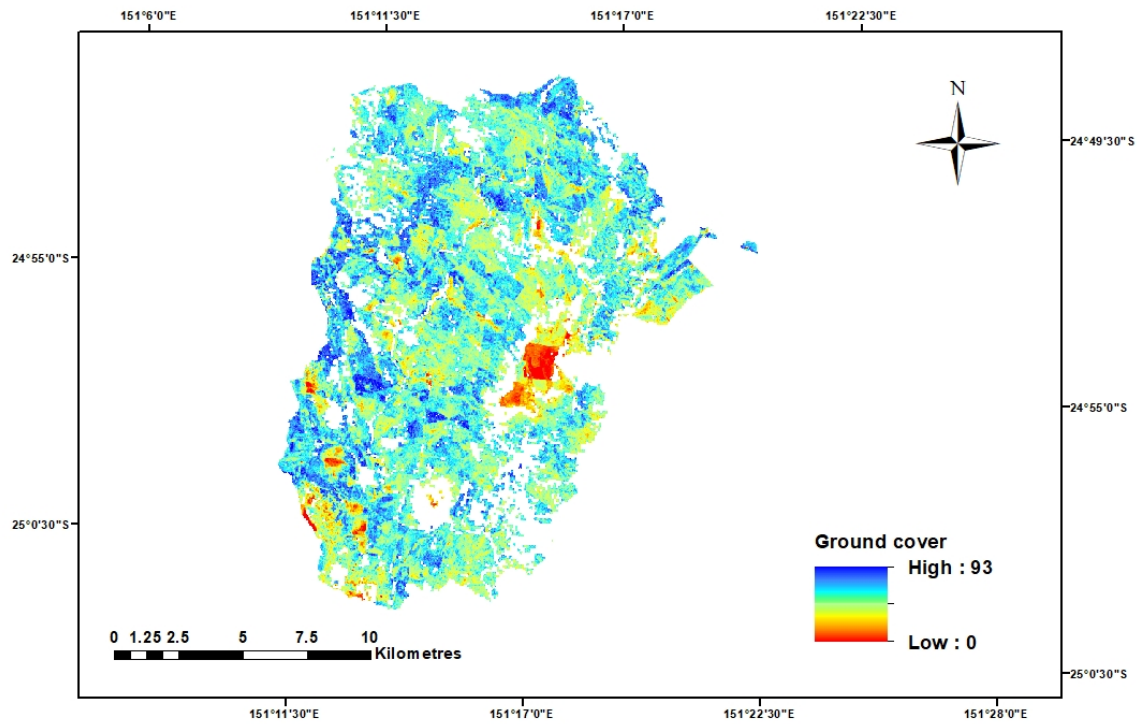 151°6'0"E 151°11'30"E 151°17'0"E 151°22'30"E
N
24°49'30"S
24°55'0"S
24°55'0"S
25°0'30"S
Ground cover
High : 93
Low : 0
0 1.25 2.5 5 7.5 10
Kilometres
25°0'30"S
151°11'30"E 151°17'0"E 151°22'30"E 151°28'0"E